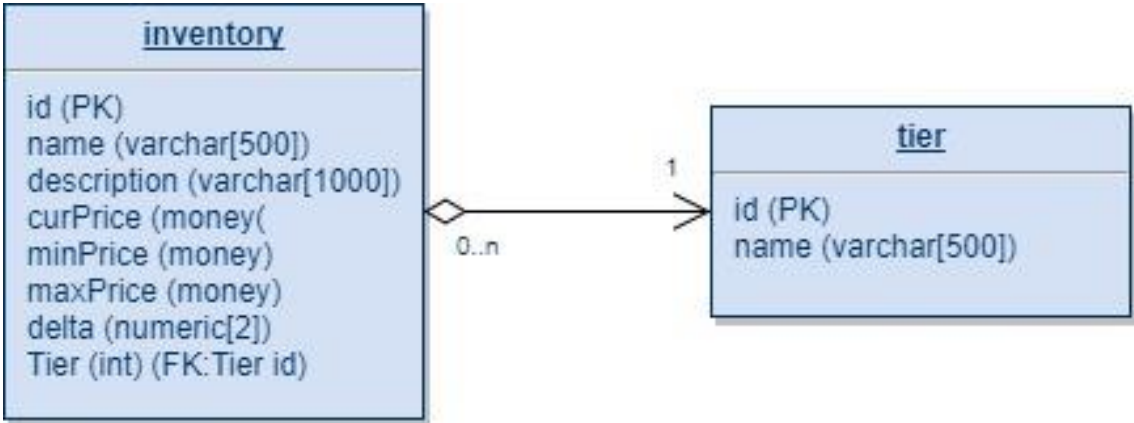 inventory
id (PK)
name (varchar[500])
description (varchar[1000])
curPrice (money(
minPrice (money)
maxPrice (money)
delta (numeric[2])
Tier (int) (FK:Tier id)
0..n
1
tier
id (PK)
name (varchar[500])